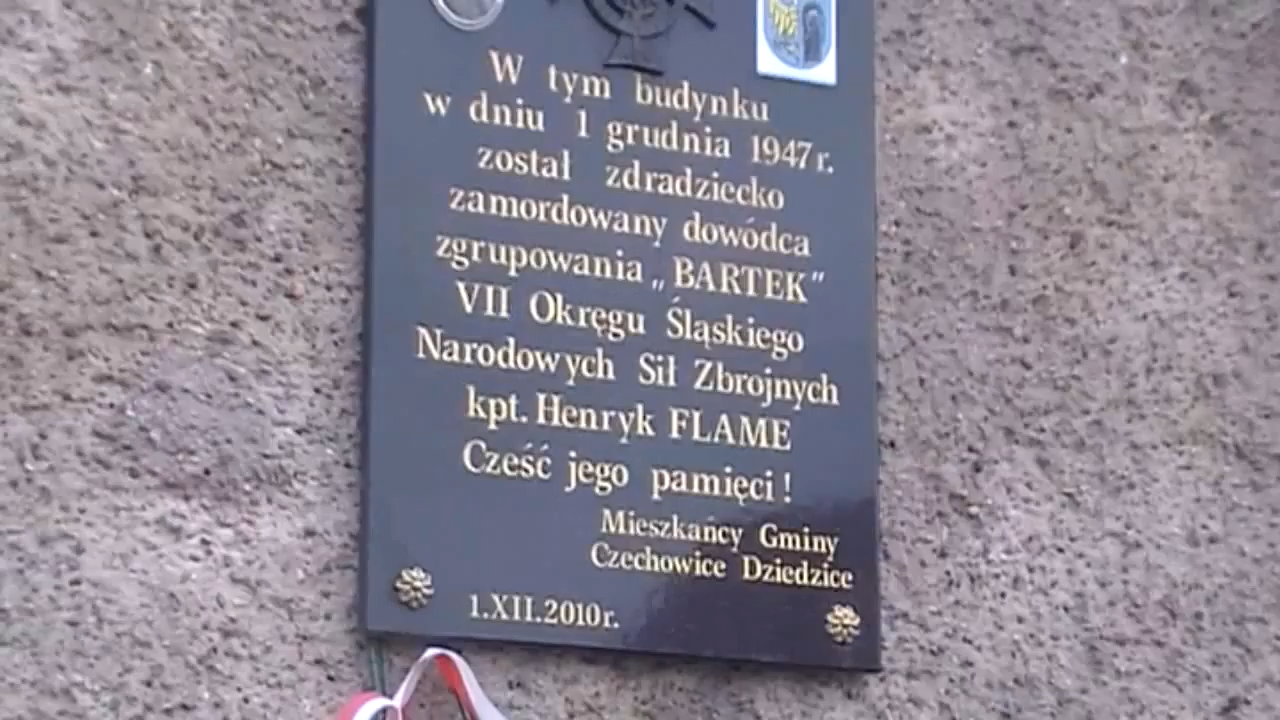 W tym budynku
w dniu 1 grudnia 1947r.
został zdradziecko
zamordowany dowódca
zgrupowania „BARTEK”
VII Okręgu Śląskiego
Narodowych Sił Zbrojnych
kpt. Henryk FLAME
Cześć jego pamięci!
Mieszkańcy Gminy
Czechowice Dziedzice
1.XII.2010r.